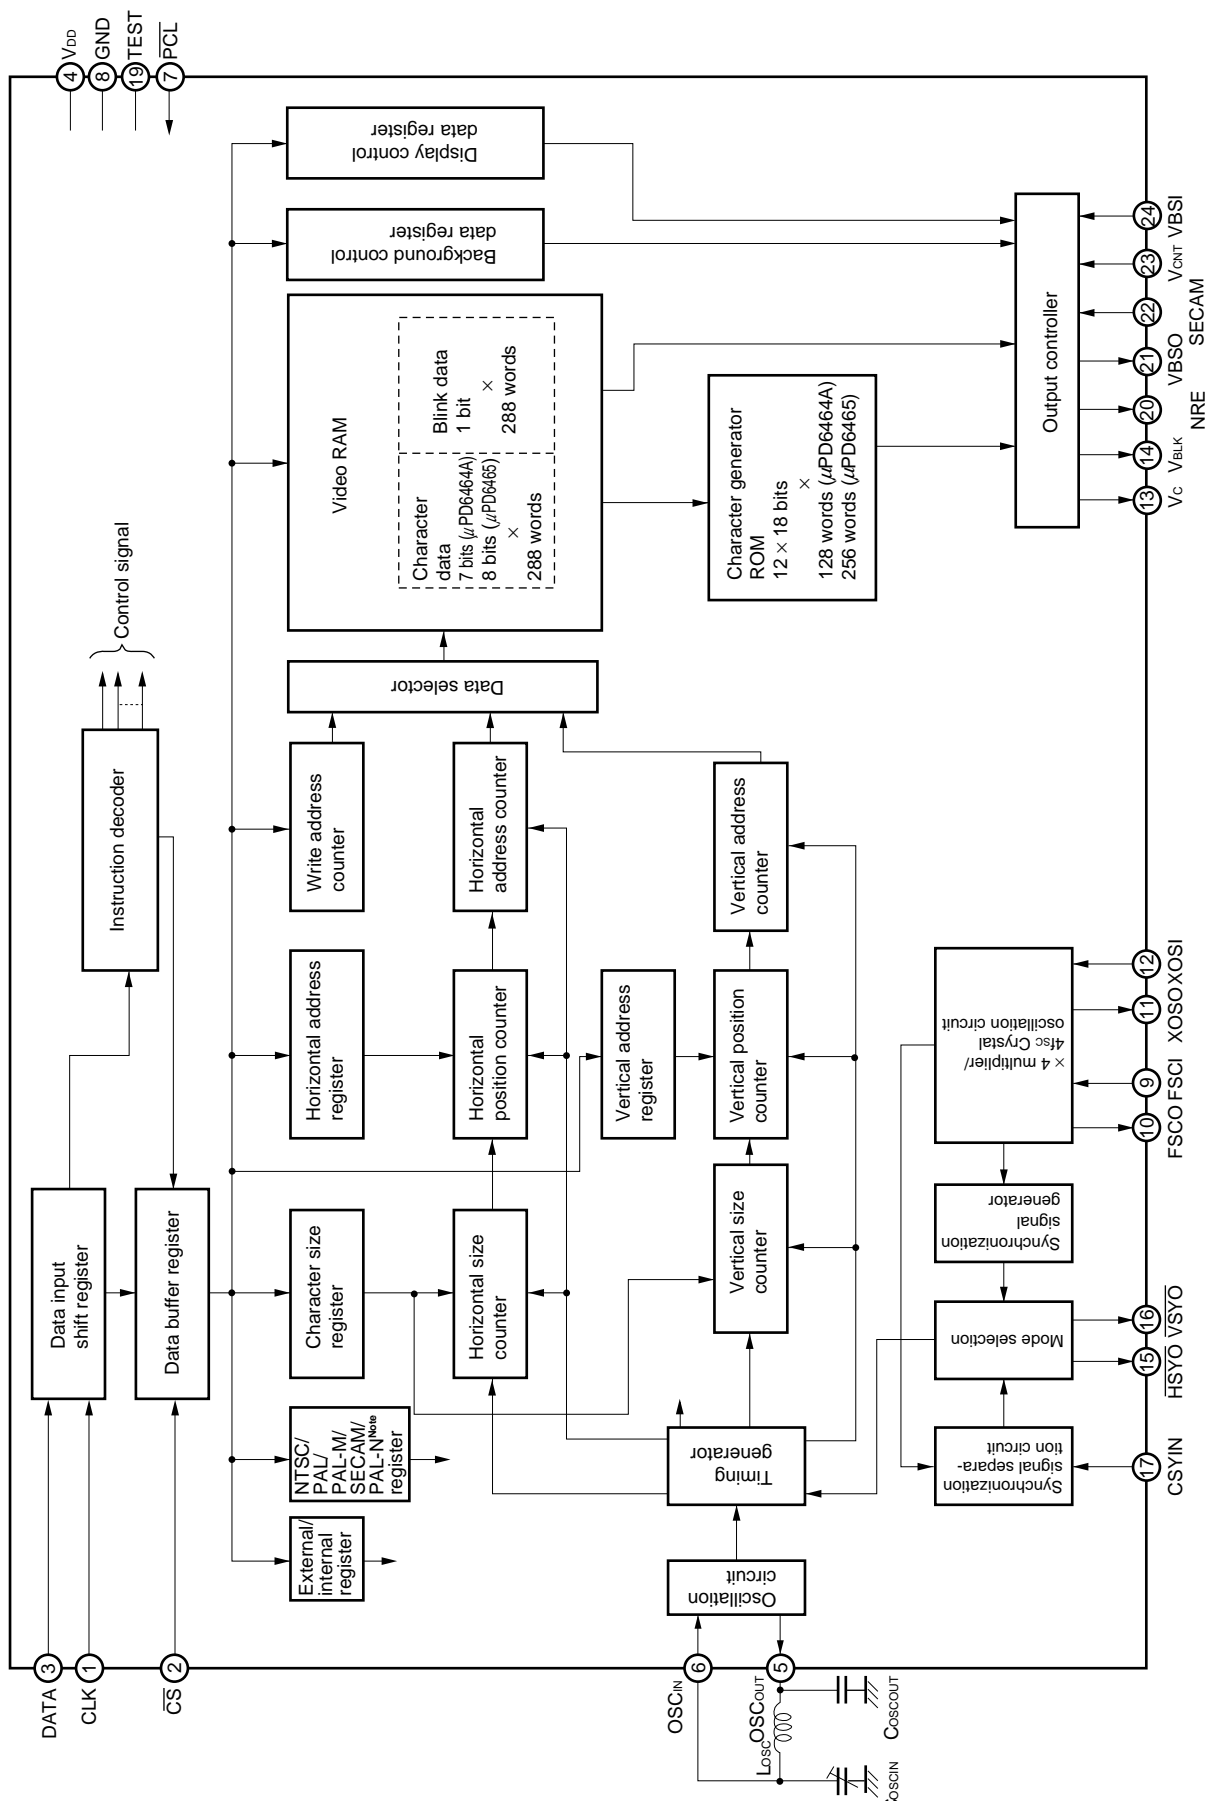 4 VDD
8 GND
19 TEST
7 PCL
DATA 3
CLK 1
CS 2
Data input
shift register
Data buffer register
Instruction decoder
Control signal
External/
internal
register
NTSC/
PAL/
PAL-M/
SECAM/
PAL-N Note
register
Character size
register
Horizontal address
register
Write address
counter
Horizontal size
counter
Horizontal
position counter
Horizontal
address counter
Vertical address
register
Vertical size
counter
Vertical position
counter
Vertical address
counter
Data selector
Video RAM
Character
data
7 bits (μPD6464A)
8 bits (μPD6465)
×
288 words
Blink data
1 bit
×
288 words
Background control
data register
Display control
data register
Character generator
ROM
12 × 18 bits
×
128 words (μPD6464A)
256 words (μPD6465)
Output controller
Timing
generator
Oscillation
circuit
OSCIN 6
OSCOUT 5
LOSC
COSCOUT
OSCIN
Synchronization
signal separa-
tion circuit
Mode selection
Synchronization
signal
generator
× 4 multiplier/
4fsc Crystal
oscillation circuit
17 CSYIN
15 HSYO
16 VSYO
10 FSCO
9 FSCI
11 XOSO
12 XOSI
13 VC
14 VBLK
20 NRE
21 VBSO
22 SECAM
23 VCNT
24 VBSI